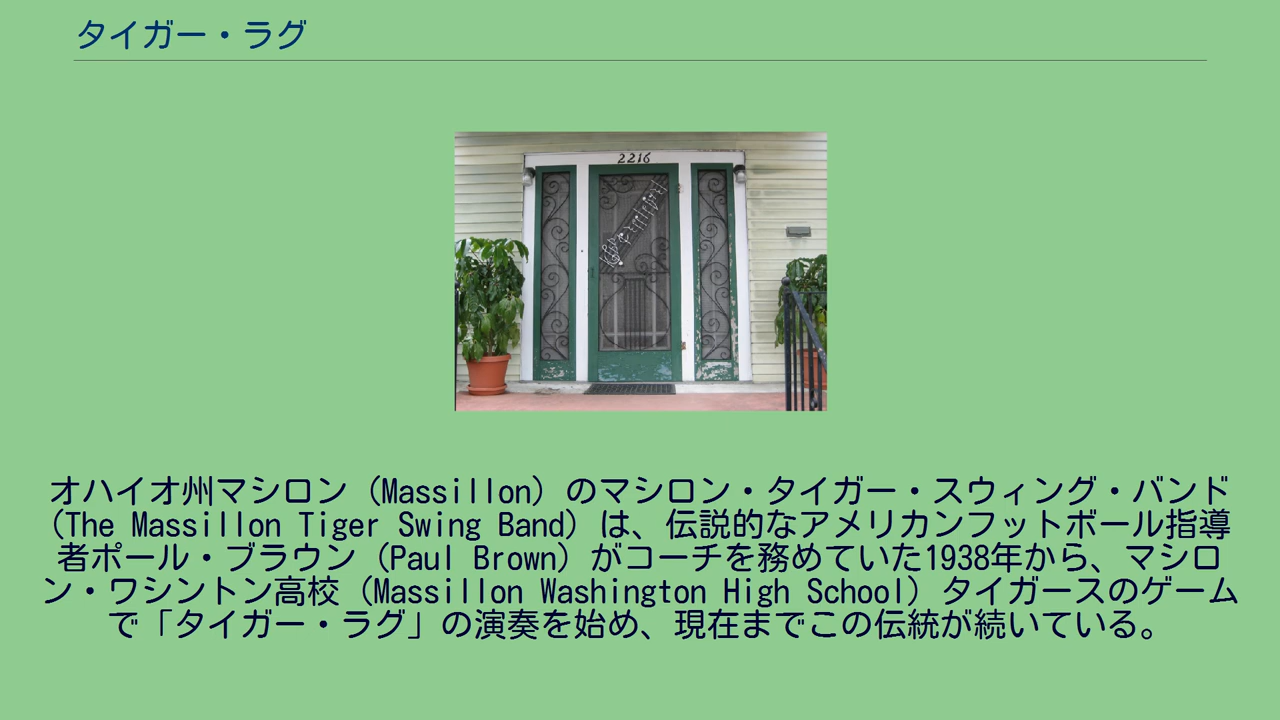 タイガー・ラグ
2216
オハイオ州マシロン（Massillon）のマシロン・タイガー・スウィング・バンド
（The Massillon Tiger Swing Band）は、伝説的なアメリカンフットボール指導
者ポール・ブラウン（Paul Brown）がコーチを務めていた1938年から、マシロ
ン・ワシントン高校（Massillon Washington High School）タイガースのゲーム
で「タイガー・ラグ」の演奏を始め、現在までこの伝統が続いている。